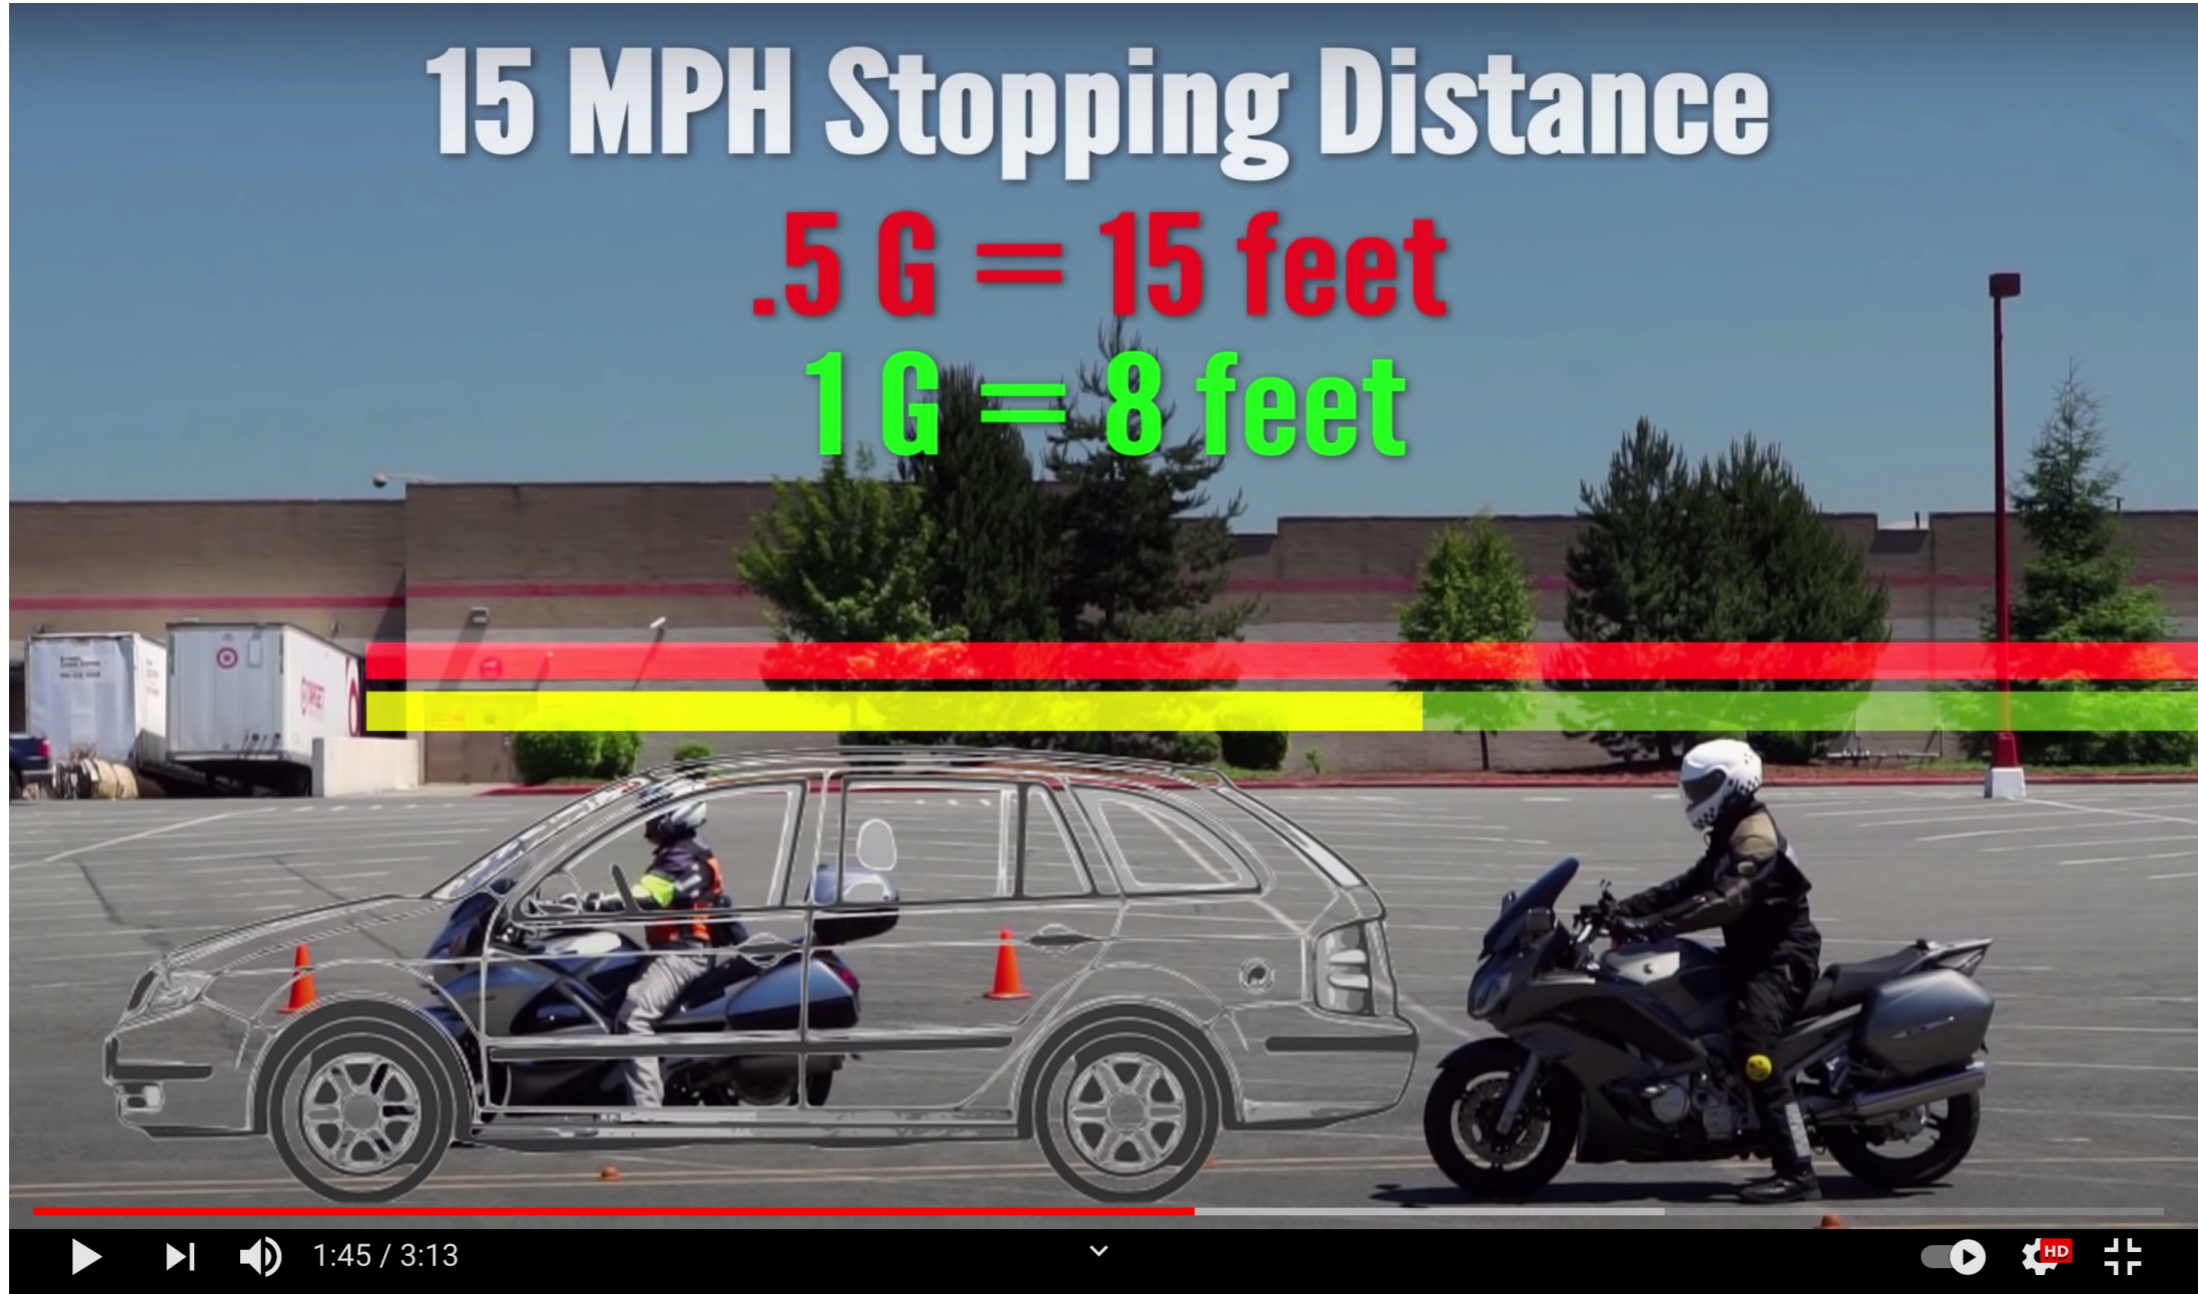 15 MPH Stopping Distance
.5 G = 15 feet
1 G = 8 feet
1:45 / 3:13
HD